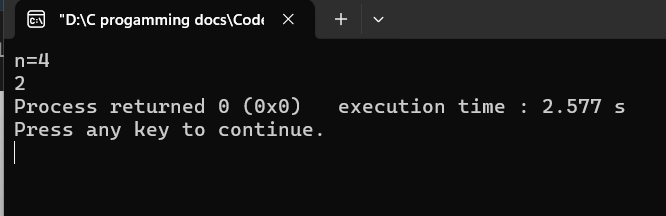 "D:\C progamming docs\Code
n=4
2
Process returned 0 (0x0)   execution time : 2.577 s
Press any key to continue.